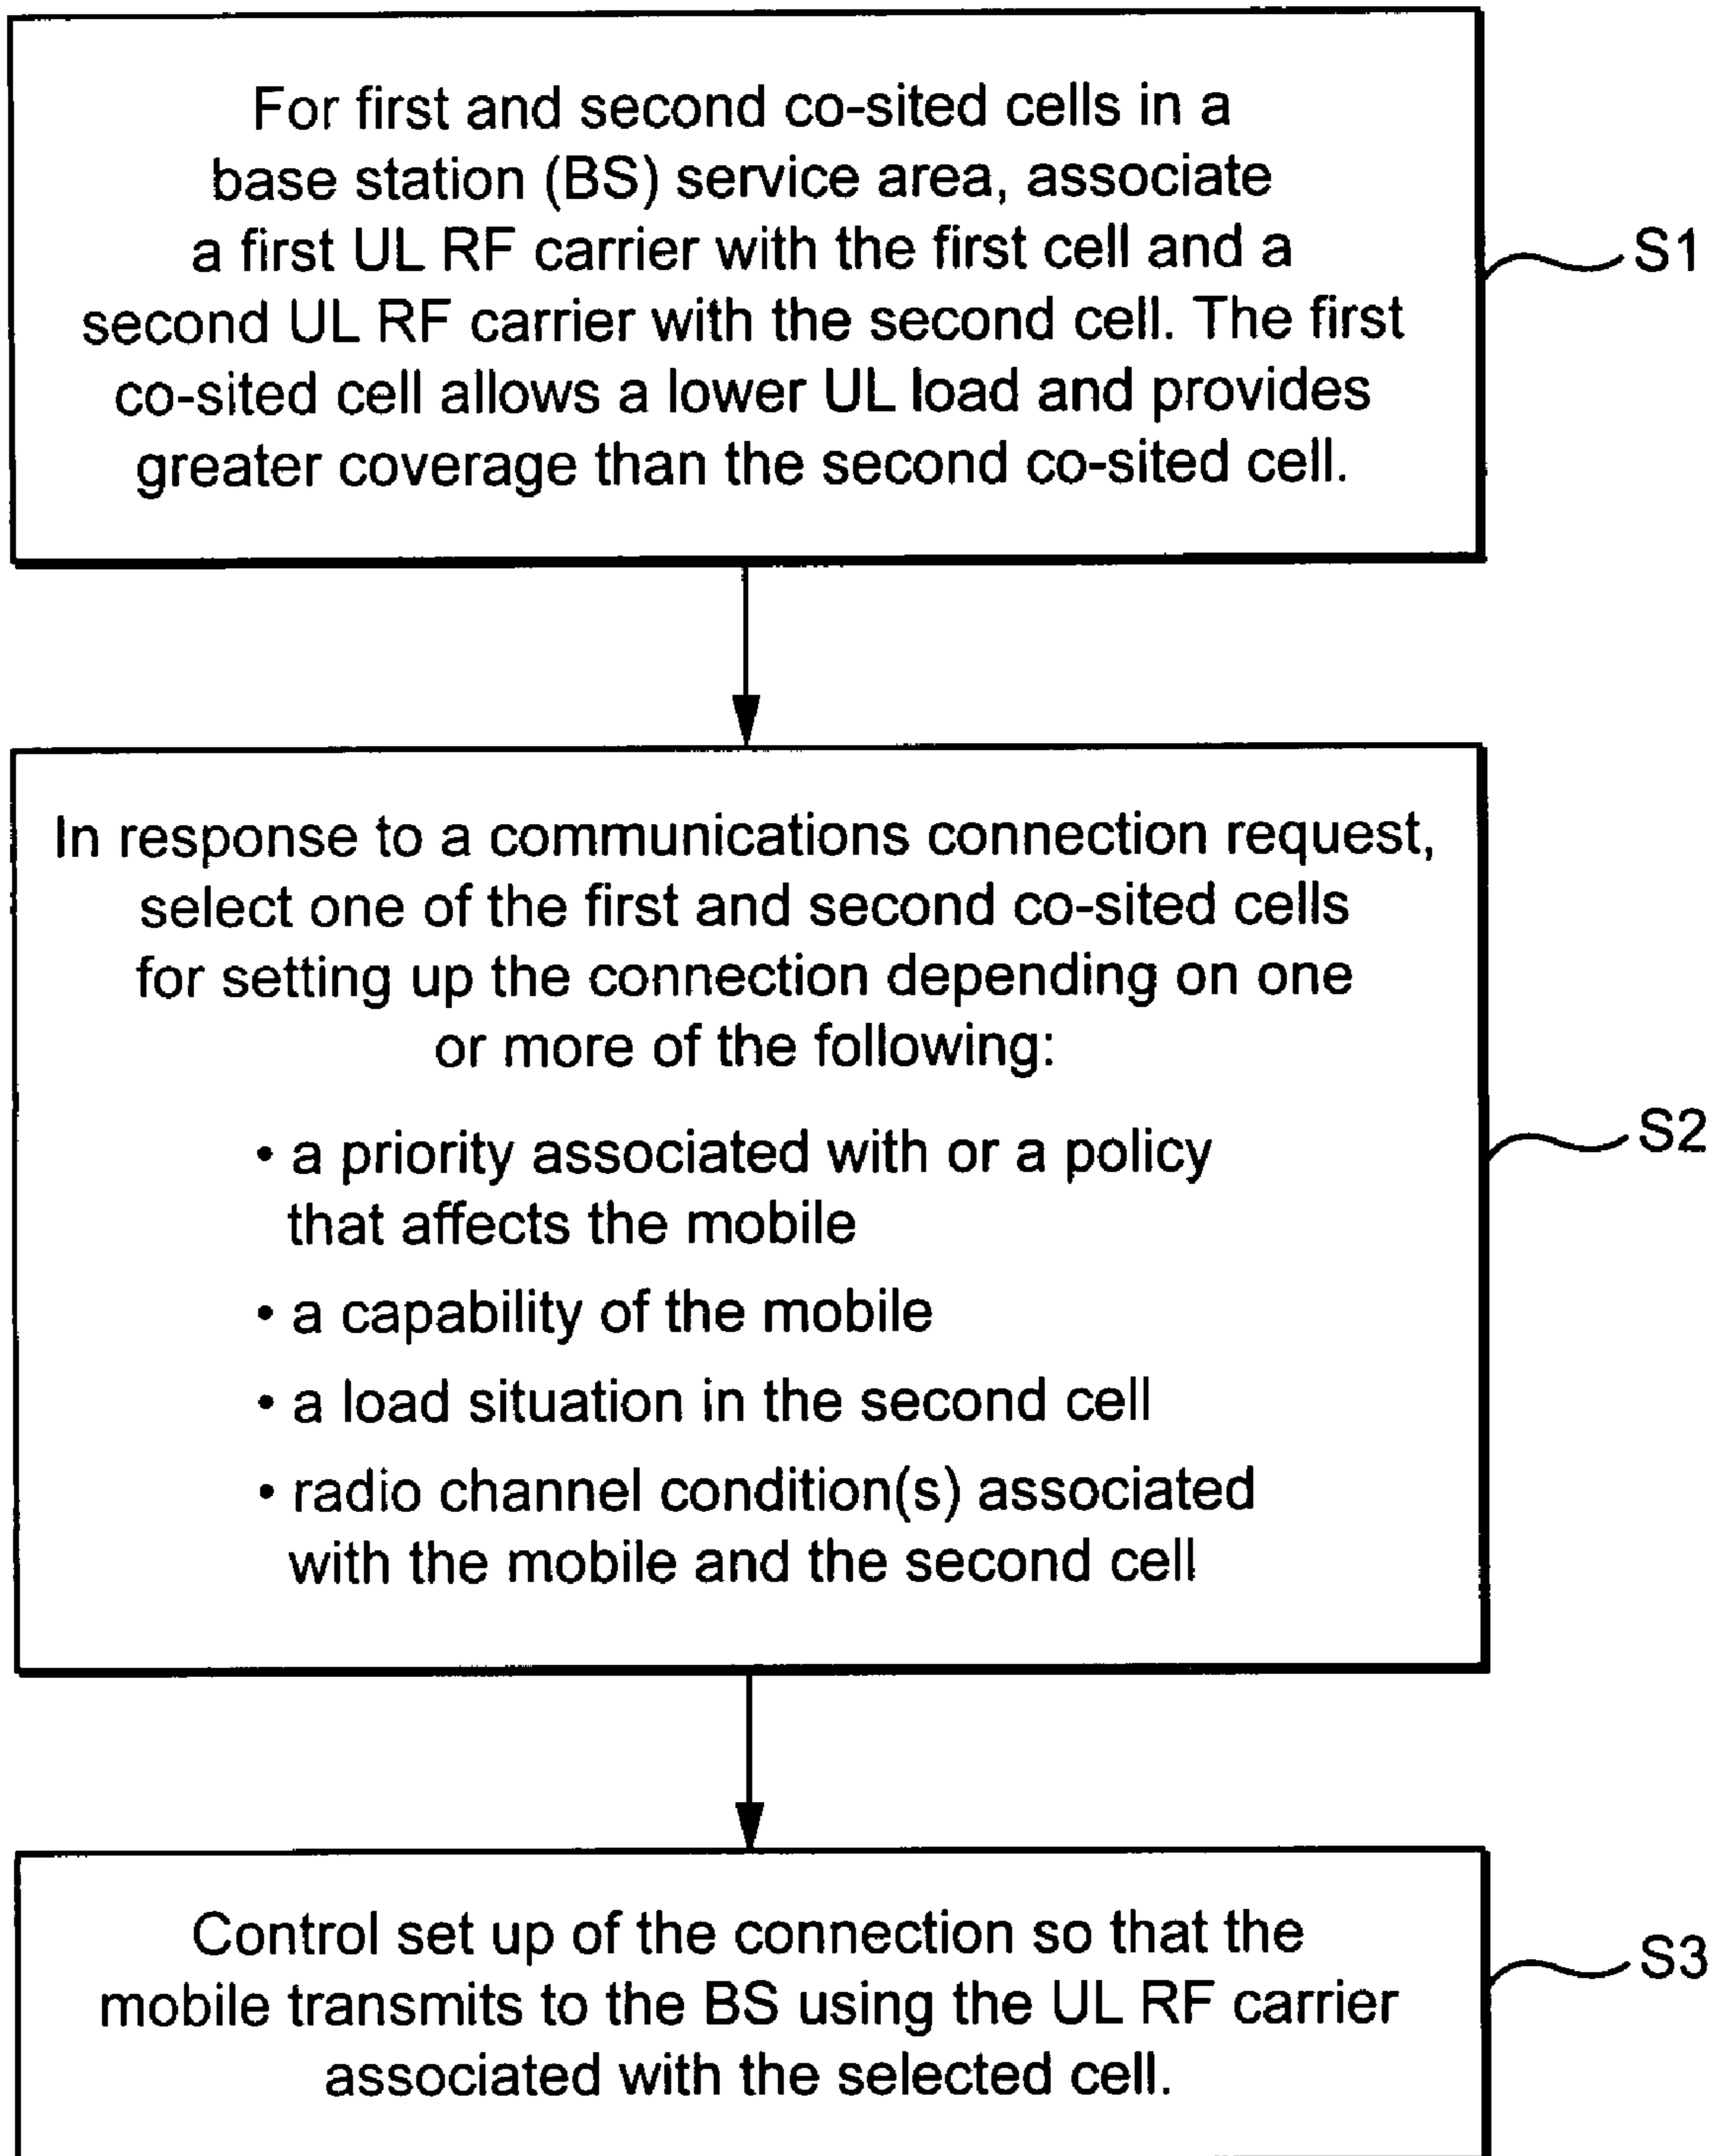 For first and second co-sited cells in a
base station (BS) service area, associate
a first UL RF carrier with the first cell and a
second UL RF carrier with the second cell. The first
co-sited cell allows a lower UL load and provides
greater coverage than the second co-sited cell.
S1
In response to a communications connection request,
select one of the first and second co-sited cells
for setting up the connection depending on one
or more of the following:
• a priority associated with or a policy
that affects the mobile
• a capability of the mobile
• a load situation in the second cell
• radio channel condition(s) associated
with the mobile and the second cell
S2
Control set up of the connection so that the
mobile transmits to the BS using the UL RF carrier
associated with the selected cell.
S3